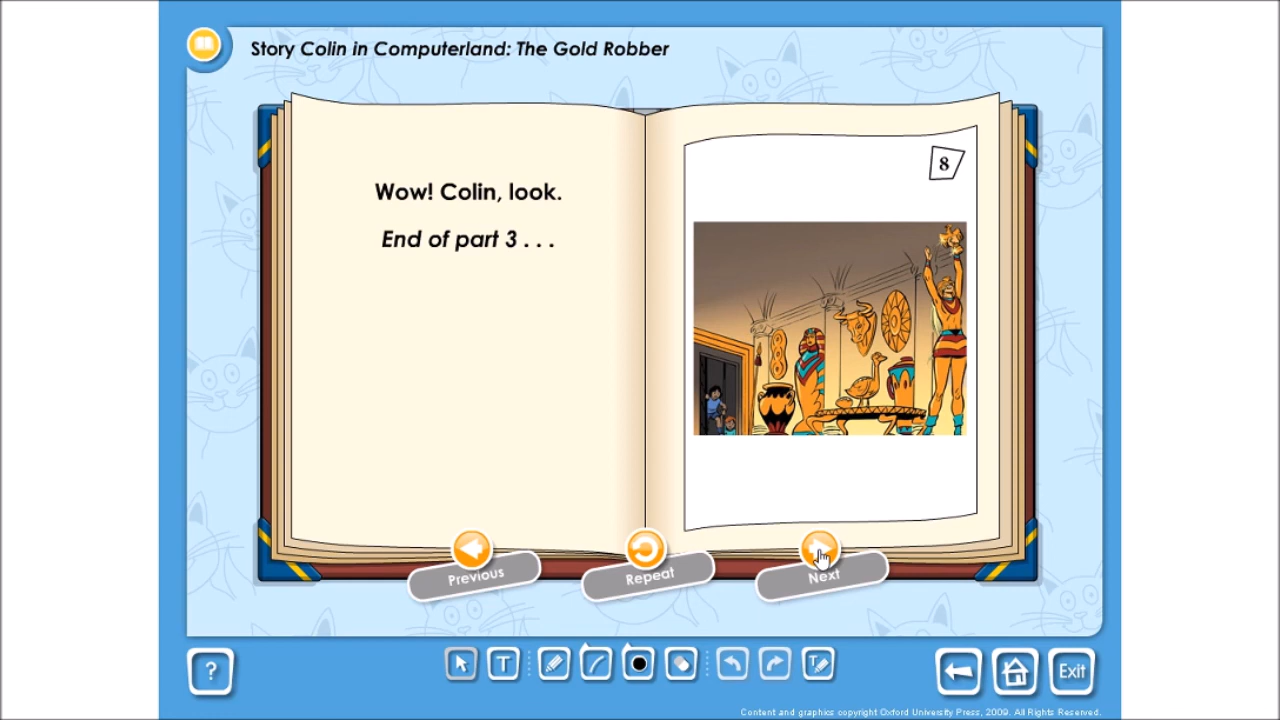 Story Colin in Computerland: The Gold Robber
Wow! Colin, look.
End of part 3 . . .
8
Previous
Repeat
Next
?
T
T
Exit
Content and graphics copyright Oxford University Press, 2009. All Rights Reserved.